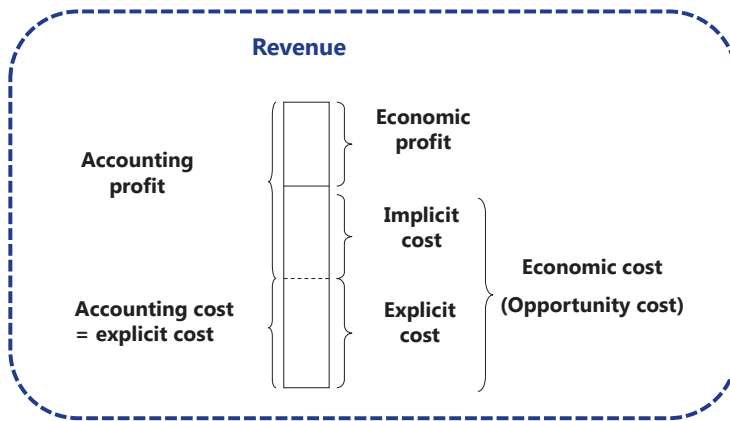 Revenue
Accounting
profit
Economic
profit
Implicit
cost
Economic cost
(Opportunity cost)
Accounting cost
= explicit cost
Explicit
cost